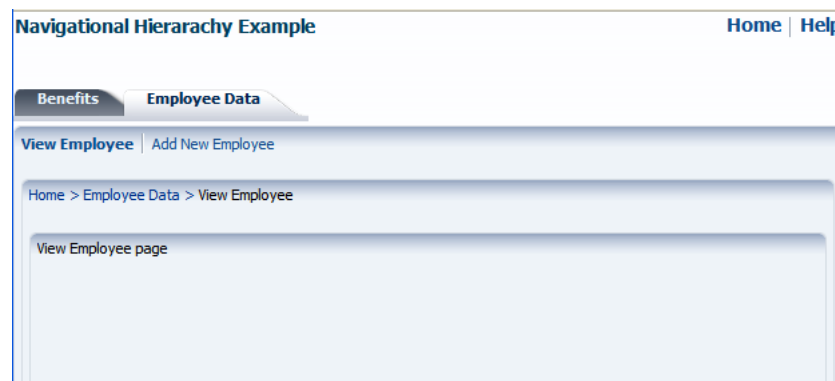 Navigational Hierarachy Example
Home | Help
Benefits Employee Data
View Employee | Add New Employee
Home > Employee Data > View Employee
View Employee page